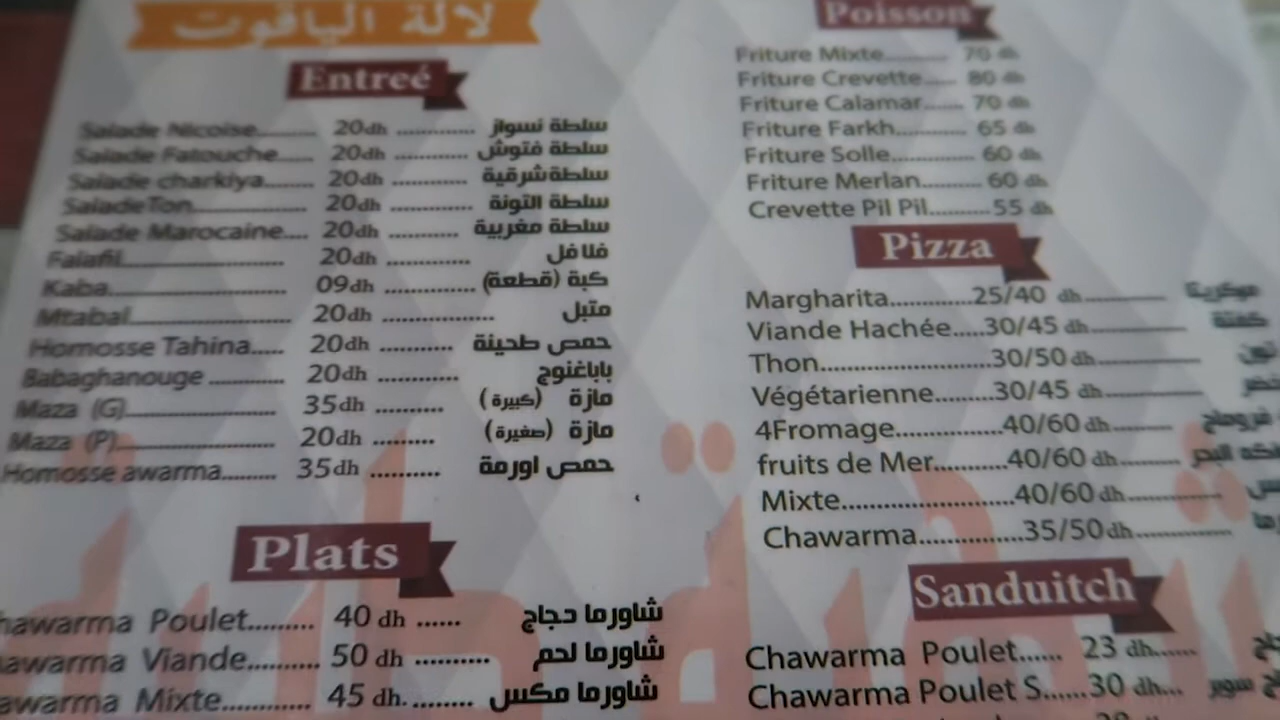 لالة الياقوت
Entreé
Salade Nicoise........ 20dh ............ سلطة نسواز
Salade Fatouche...... 20dh ........... سلطة فتوش
Salade charkiya........ 20dh ........... سلطة شرقية
Salade Ton.................. 20dh ............ سلطة التونة
Salade Marocaine.... 20dh .......... سلطة مغربية
Falafil............................ 20dh ............. فلافل
Kaba.............................. 09dh .............. كبة (قطعة)
Mtabal.......................... 20dh ................. متبل
Homosse Tahina..... 20dh ........... حمص طحينة
Babaghanouge ............. 20dh ............. باباغنوج
Maza (G)........................ 35dh ........... مازة (كبيرة)
Maza (P)......................... 20dh ......... مازة (صغيرة)
Homosse awarma......... 35dh .......... حمص اورمة
Plats
hawarma Poulet......... 40 dh ...... شاورما حجاج
awarma Viande.......... 50 dh .......... شاورما لحم
awarma Mixte............ 45 dh. ........ شاورما مكس
Poisson
Friture Mixte............ 70 dh
Friture Crevette...... 80 dh
Friture Calamar....... 70 dh
Friture Farkh............ 65 dh
Friture Solle.............. 60 dh
Friture Merlan.......... 60 dh
Crevette Pil Pil..........55 dh
Pizza
Margharita............25/40 dh
Viande Hachée.....30/45 dh كفتة
Thon.........................30/50 dh
Végétarienne.........30/45 dh
4Fromage................40/60 dh
fruits de Mer...........40/60 dh
Mixte.........................40/60 dh
Chawarma...............35/50dh
Sanduitch
Chawarma Poulet...... 23 dh......
Chawarma Poulet S......30 dh... سوبر